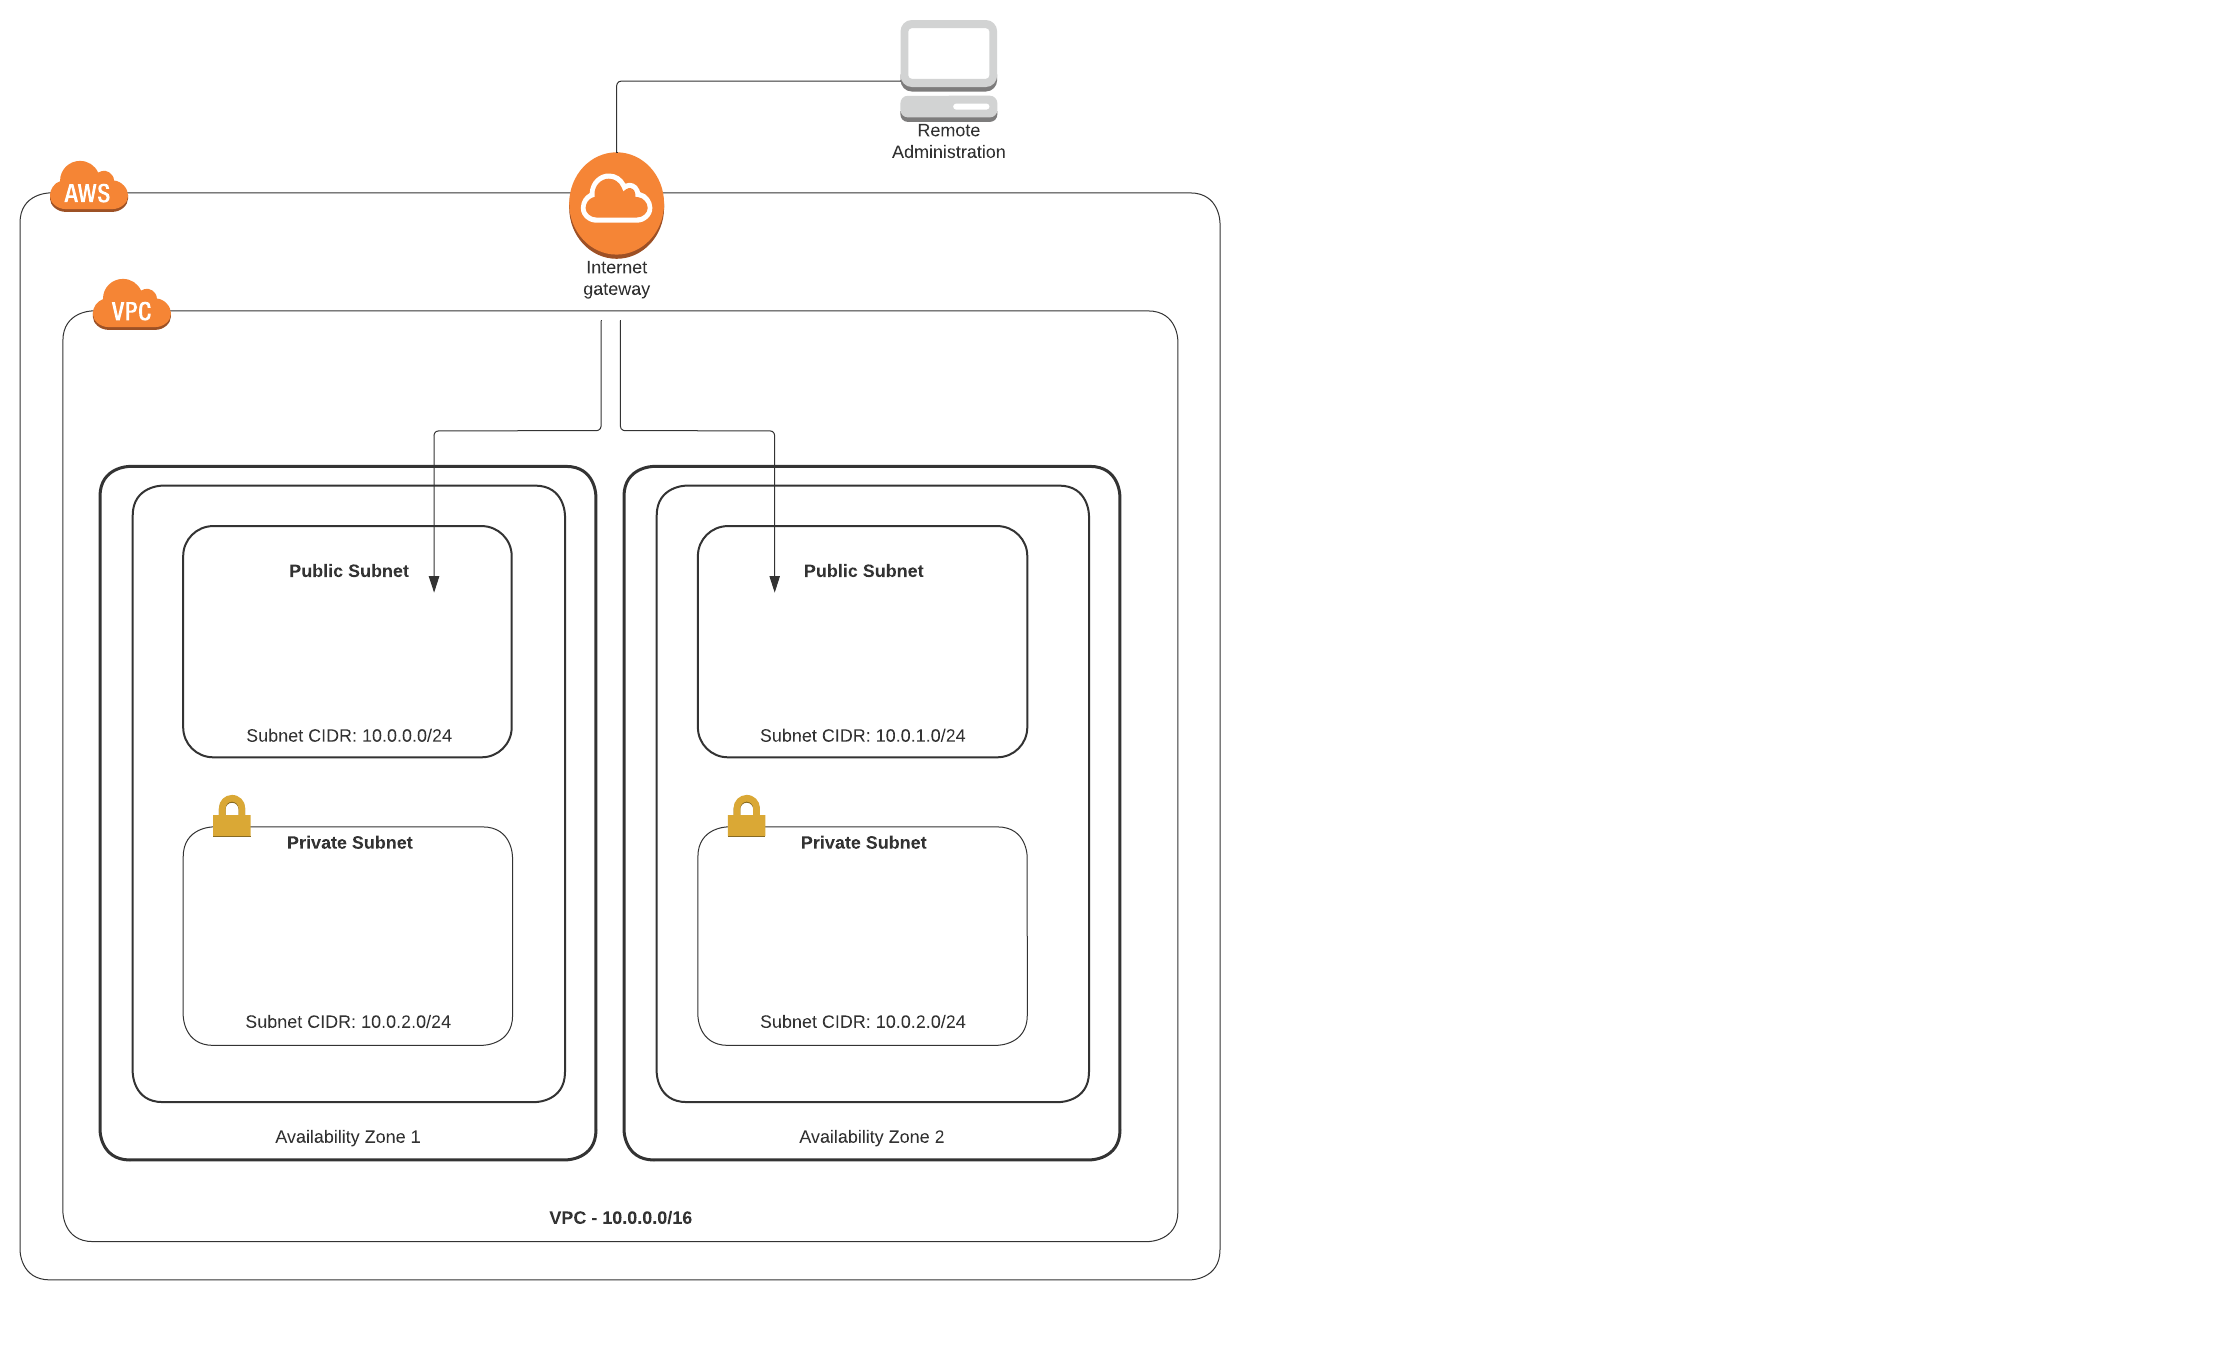 Remote
Administration
AWS
Internet
gateway
VPC
Public Subnet
Public Subnet
Subnet CIDR: 10.0.0.0/24
Subnet CIDR: 10.0.1.0/24
Private Subnet
Private Subnet
Subnet CIDR: 10.0.2.0/24
Subnet CIDR: 10.0.2.0/24
Availability Zone 1
Availability Zone 2
VPC - 10.0.0.0/16